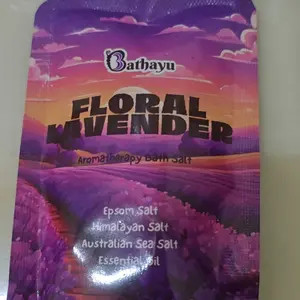 Bathayu
FLORAL
LAVENDER
Aromatherapy Bath Salt
Epsom Salt
Himalayan Salt
Australian Sea Salt
Essential Oil